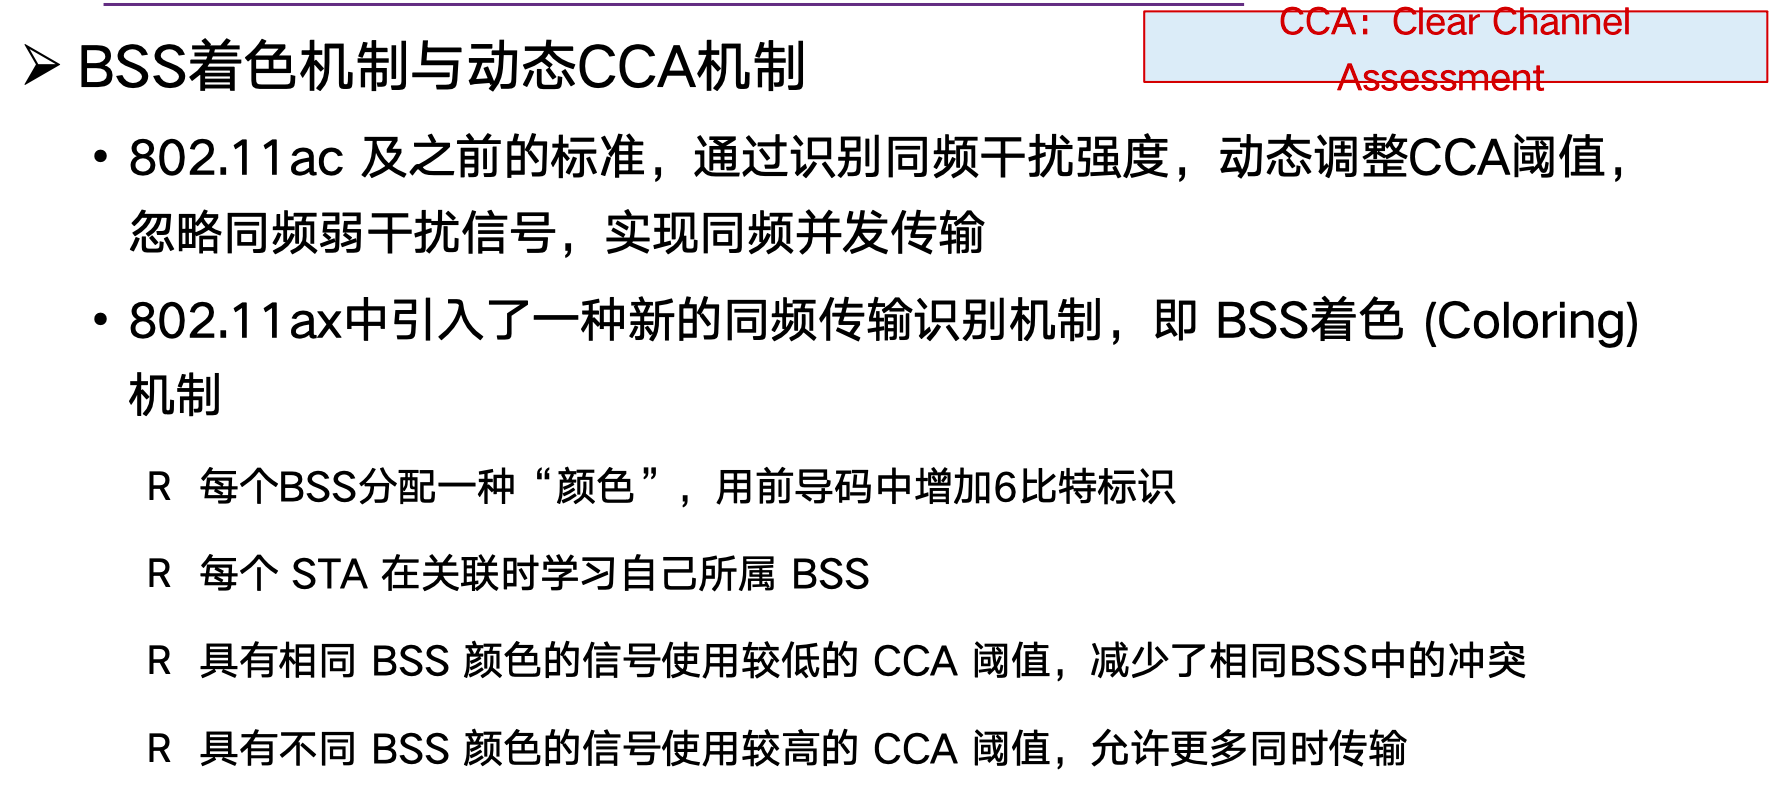 CCA：Clear Channel
Assessment
➢ BSS着色机制与动态CCA机制
• 802.11ac 及之前的标准，通过识别同频干扰强度，动态调整CCA阈值，
忽略同频弱干扰信号，实现同频并发传输
• 802.11ax中引入了一种新的同频传输识别机制，即 BSS着色 (Coloring)
机制
R 每个BSS分配一种“颜色”，用前导码中增加6比特标识
R 每个 STA 在关联时学习自己所属 BSS
R 具有相同 BSS 颜色的信号使用较低的 CCA 阈值，减少了相同BSS中的冲突
R 具有不同 BSS 颜色的信号使用较高的 CCA 阈值，允许更多同时传输